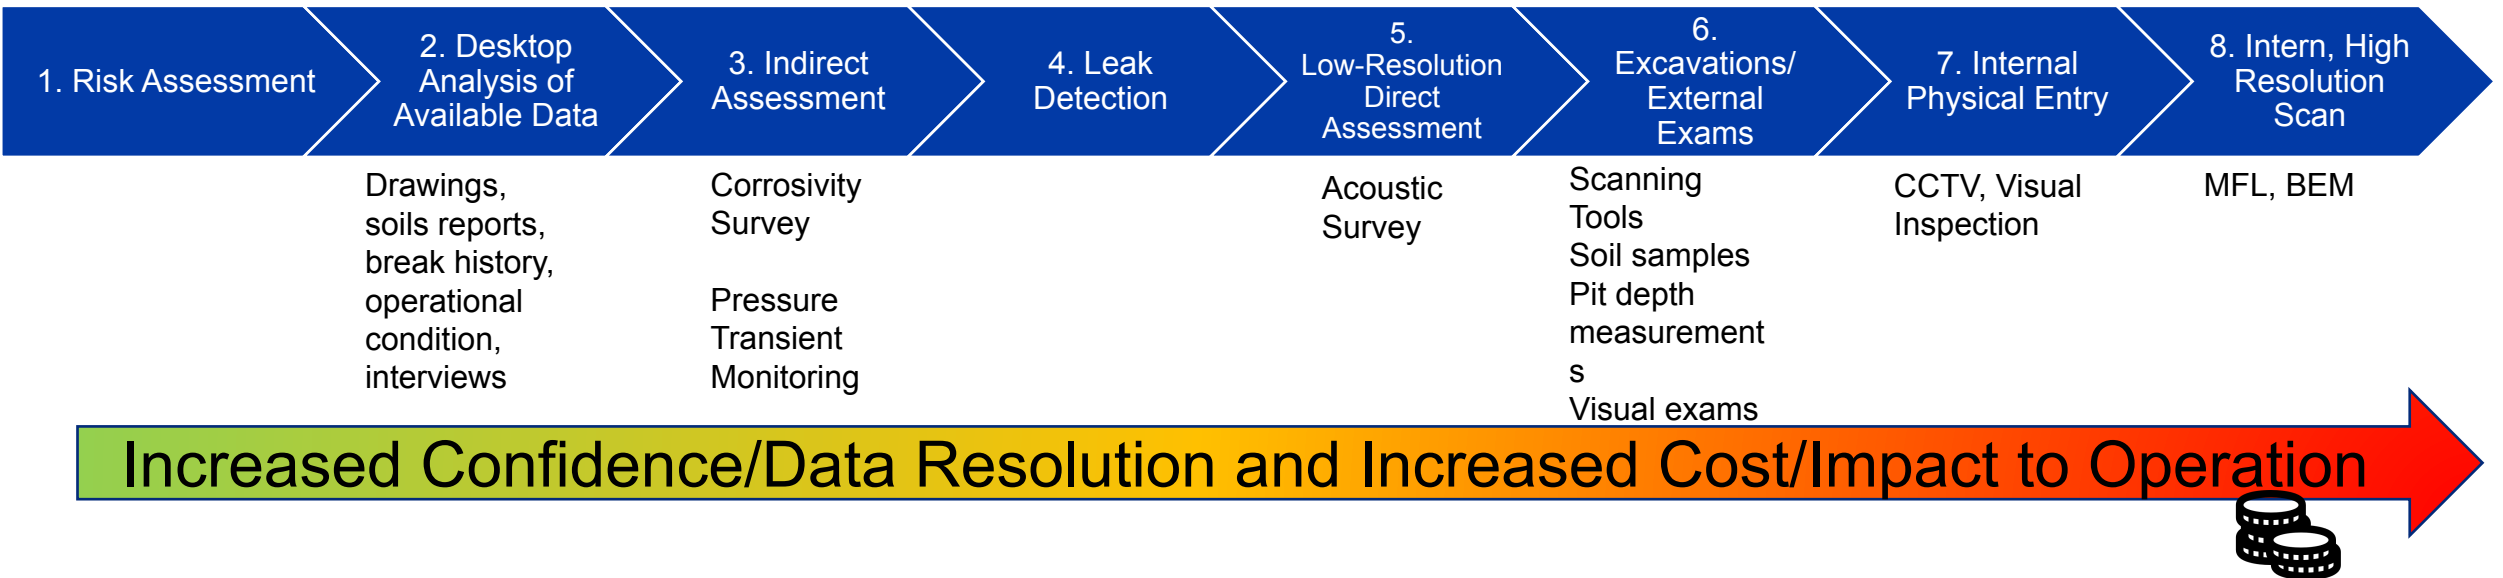 1. Risk Assessment
2. Desktop
Analysis of
Available Data
3. Indirect
Assessment
4. Leak
Detection
5.
Low-Resolution
Direct
Assessment
6.
Excavations/
External
Exams
7. Internal
Physical Entry
8. Intern, High
Resolution
Scan
Drawings,
soils reports,
break history,
operational
condition,
interviews
Corrosivity
Survey
Pressure
Transient
Monitoring
Acoustic
Survey
Scanning
Tools
Soil samples
Pit depth
measurement
s
Visual exams
CCTV, Visual
Inspection
MFL, BEM
Increased Confidence/Data Resolution and Increased Cost/Impact to Operation